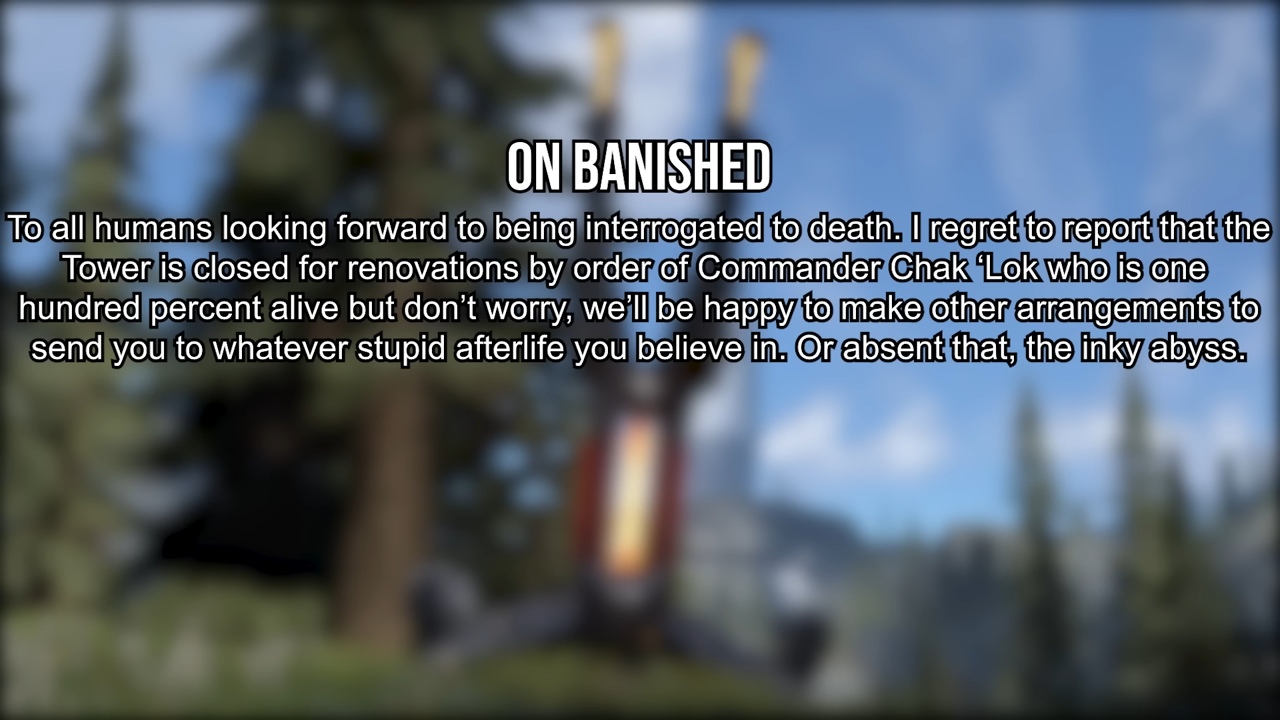 ON BANISHED
To all humans looking forward to being interrogated to death. I regret to report that the
Tower is closed for renovations by order of Commander Chak ‘Lok who is one
hundred percent alive but don’t worry, we’ll be happy to make other arrangements to
send you to whatever stupid afterlife you believe in. Or absent that, the inky abyss.